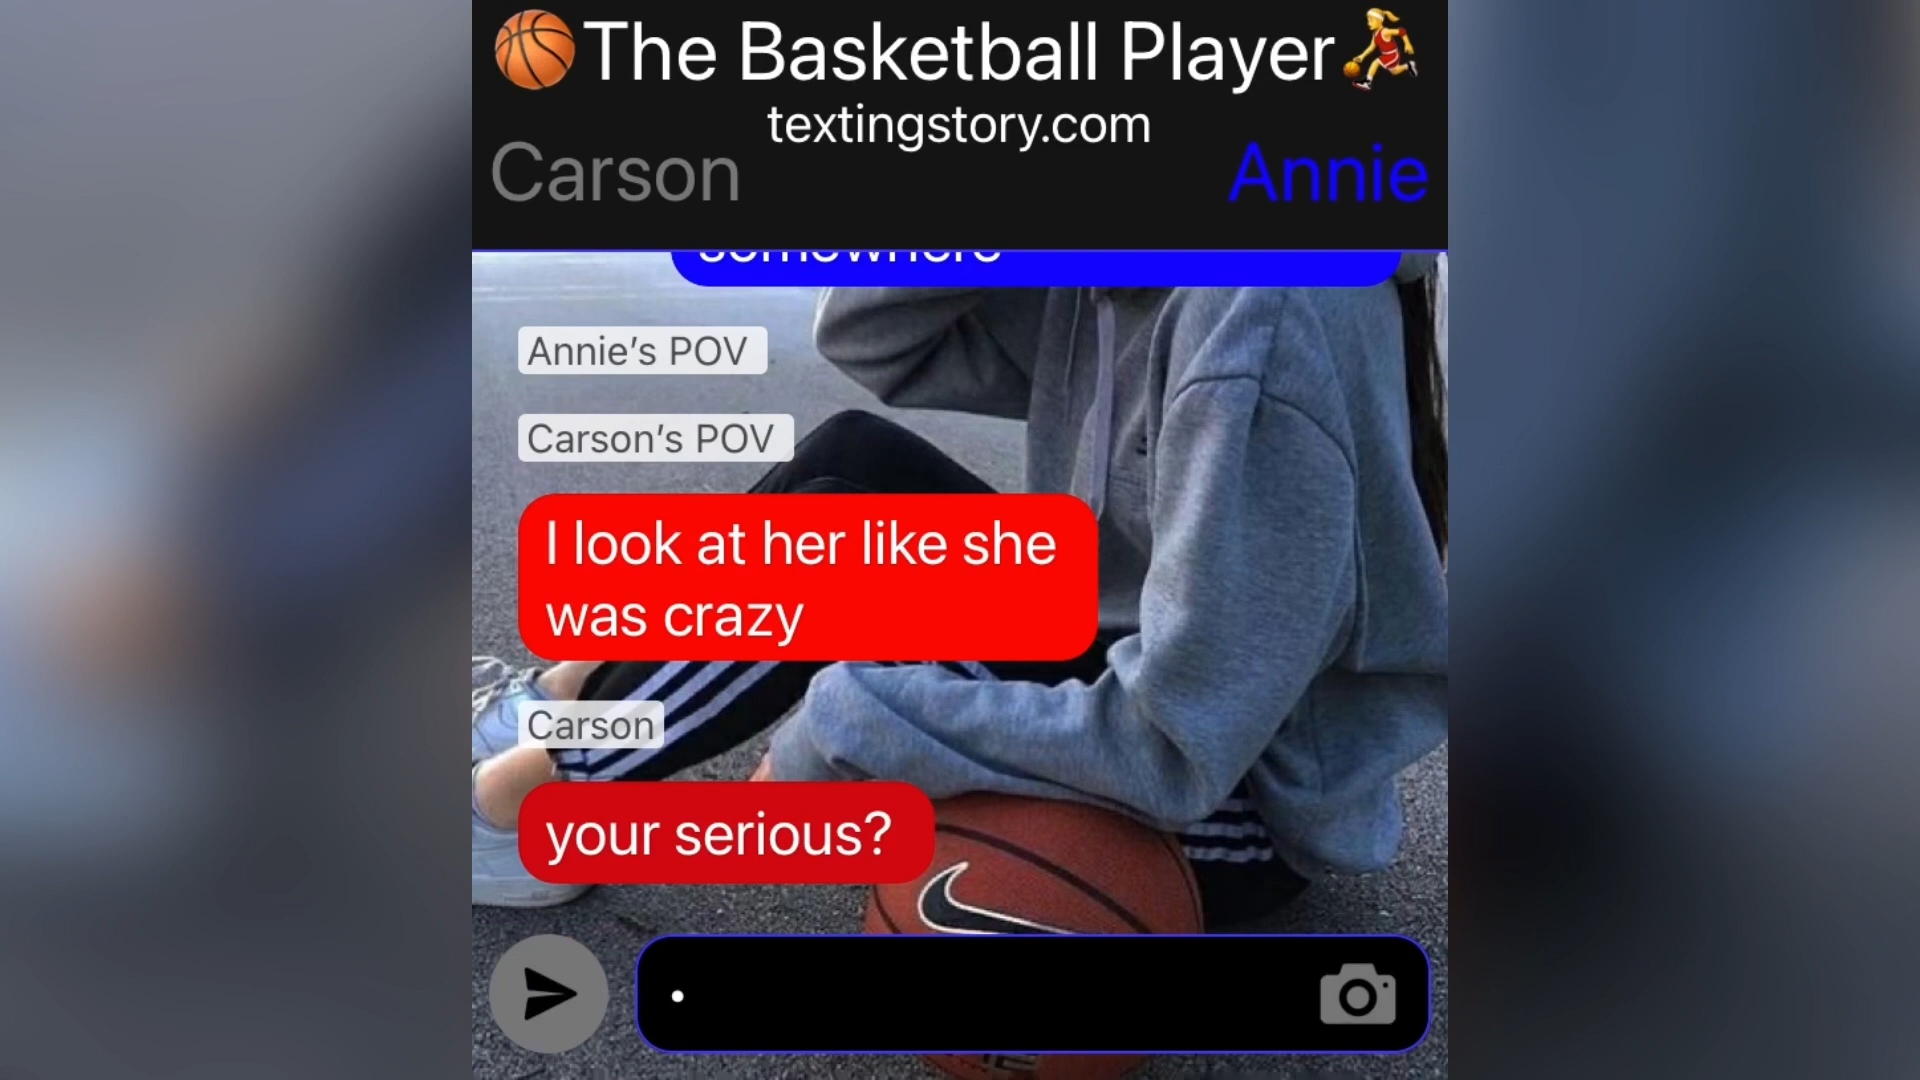 🏀The Basketball Player⛹️‍♀️
textingstory.com
Carson
Annie
somewhere
Annie’s POV
Carson’s POV
I look at her like she
was crazy
Carson
your serious?